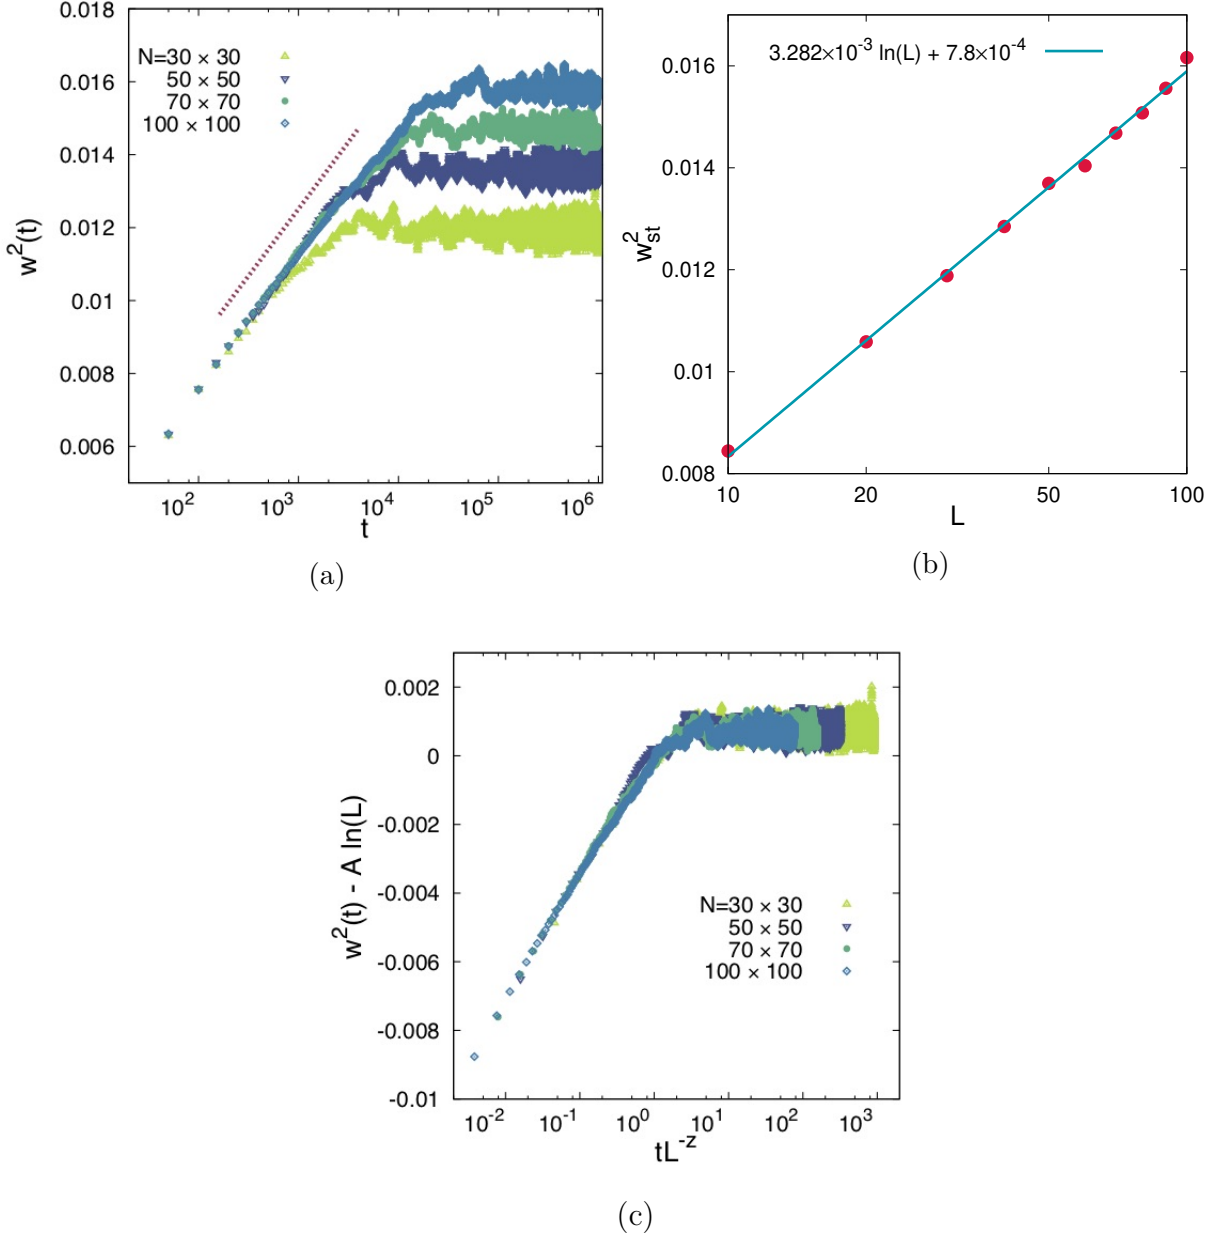 0.018
0.016
0.014
0.012
0.01
0.008
0.006
w²(t)
N=30 × 30
50 × 50
70 × 70
100 × 100
10² 10³ 10⁴ 10⁵ 10⁶
t
(a)
3.282×10⁻³ ln(L) + 7.8×10⁻⁴
0.016
0.014
0.012
0.01
0.008
w²st
10 20 50 100
L
(b)
0.002
0
-0.002
-0.004
-0.006
-0.008
-0.01
w²(t) - A ln(L)
N=30 × 30
50 × 50
70 × 70
100 × 100
10⁻² 10⁻¹ 10⁰ 10¹ 10² 10³
tL⁻ᶻ
(c)